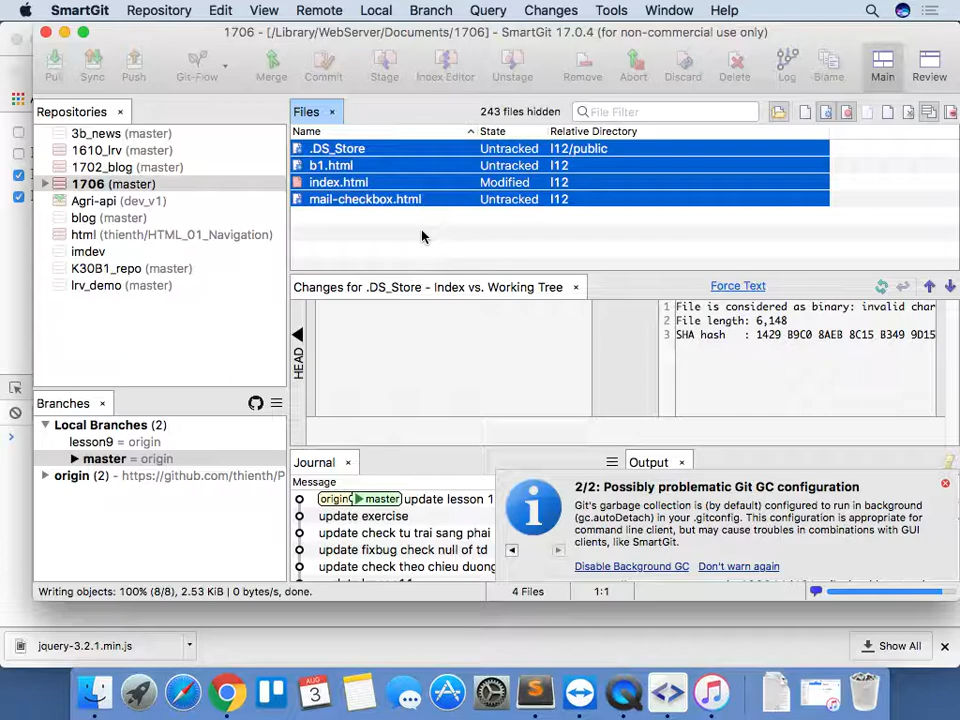 SmartGit Repository Edit View Remote Local Branch Query Changes Tools Window Help
1706 - [/Library/WebServer/Documents/1706] - SmartGit 17.0.4 (for non-commercial use only)
Pull Sync Push Git-Flow Merge Commit Stage Index Editor Unstage Remove Abort Discard Delete Log Blame Main Review
Repositories
3b_news (master)
1610_lrv (master)
1702_blog (master)
1706 (master)
Agri-api (dev_v1)
blog (master)
html (thienth/HTML_01_Navigation)
imdev
K30B1_repo (master)
lrv_demo (master)
Files 243 files hidden File Filter
Name State Relative Directory
.DS_Store Untracked l12/public
b1.html Untracked l12
index.html Modified l12
mail-checkbox.html Untracked l12
Changes for .DS_Store - Index vs. Working Tree Force Text
HEAD
1 File is considered as binary: invalid char
2 File length: 6,148
3 SHA hash : 1429 B9C0 8AEB 8C15 B349 9D15
Branches
Local Branches (2)
lesson9 = origin
master = origin
origin (2) - https://github.com/thienth/P
Journal
Message
origin master update lesson 1
update exercise
update check tu trai sang phai
update fixbug check null of td
update check theo chieu duong
Output
2/2: Possibly problematic Git GC configuration
Git's garbage collection is (by default) configured to run in background
(gc.autoDetach) in your .gitconfig. This configuration is appropriate for
command line client, but may cause troubles in combinations with GUI
clients, like SmartGit.
Disable Background GC Don't warn again
Writing objects: 100% (8/8), 2.53 KiB | 0 bytes/s, done. 4 Files 1:1
jquery-3.2.1.min.js Show All
AUG
3